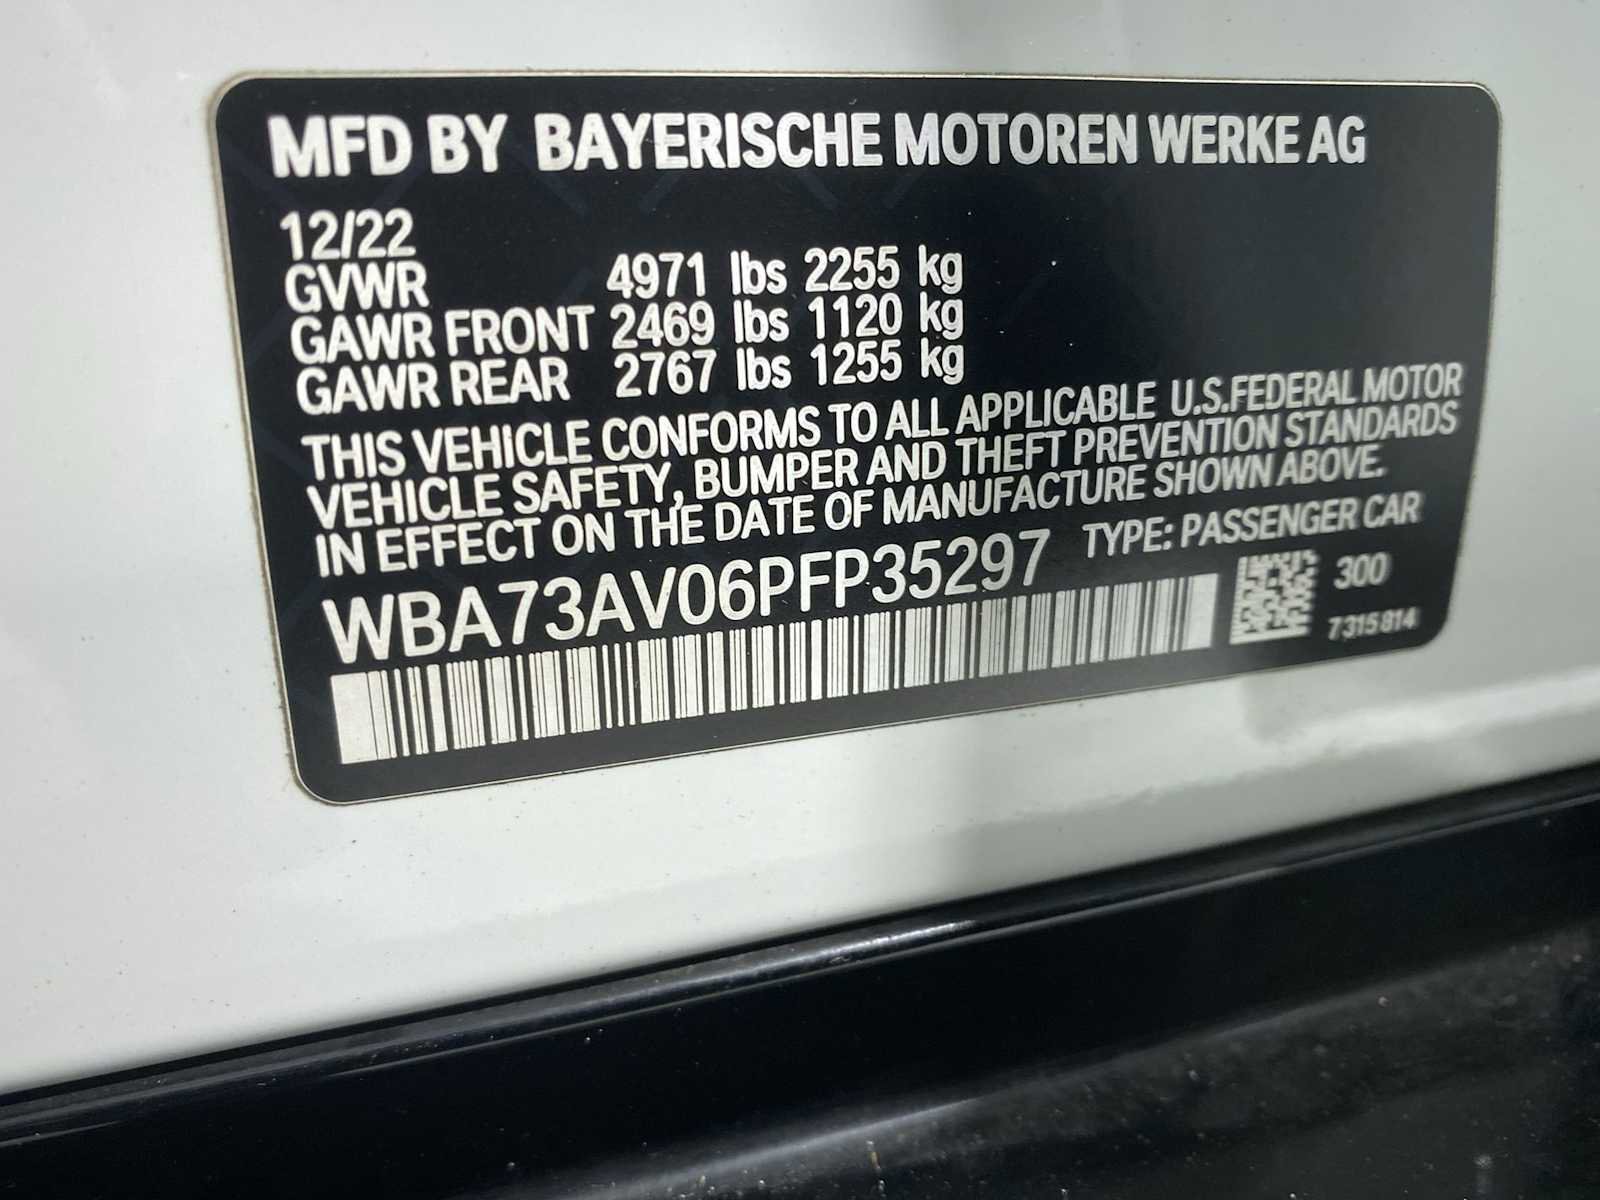 MFD BY BAYERISCHE MOTOREN WERKE AG
12/22
GVWR 4971 lbs 2255 kg
GAWR FRONT 2469 lbs 1120 kg
GAWR REAR 2767 lbs 1255 kg
THIS VEHICLE CONFORMS TO ALL APPLICABLE U.S.FEDERAL MOTOR
VEHICLE SAFETY, BUMPER AND THEFT PREVENTION STANDARDS
IN EFFECT ON THE DATE OF MANUFACTURE SHOWN ABOVE.
WBA73AV06PFP35297 TYPE: PASSENGER CAR
300
7315814